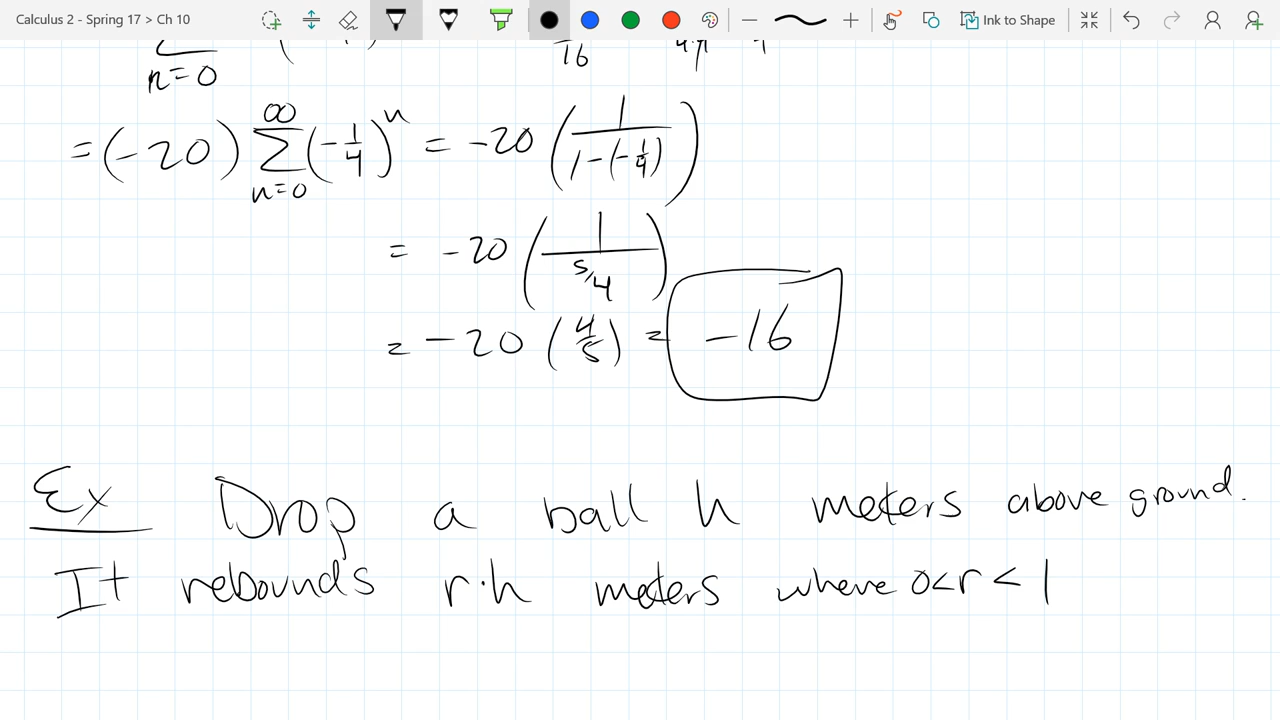 Calculus 2 - Spring 17 > Ch 10
Ink to Shape
n=0
16
= (-20) ∞ ∑ n=0 (-1/4)^n = -20 (1/(1-(-1/4)))
= -20 (1/(5/4))
= -20 (4/5) = -16
Ex Drop a ball h meters above ground.
It rebounds r·h meters where 0<r<1